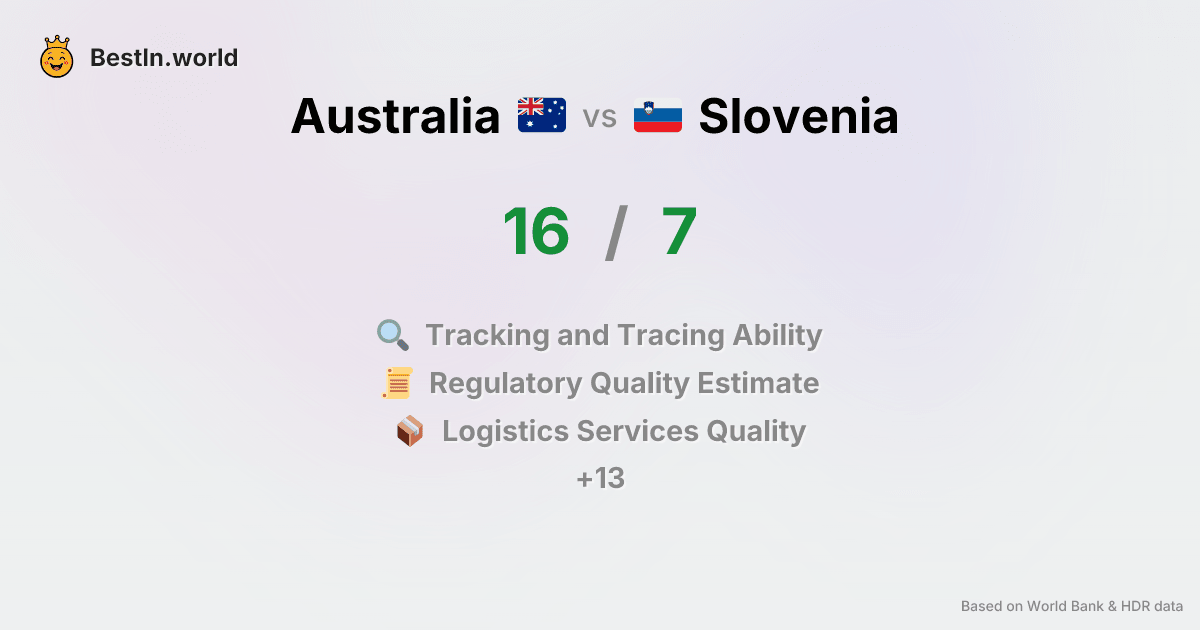 BestIn.world
Australia vs Slovenia
16 / 7
Tracking and Tracing Ability
Regulatory Quality Estimate
Logistics Services Quality
+13
Based on World Bank & HDR data